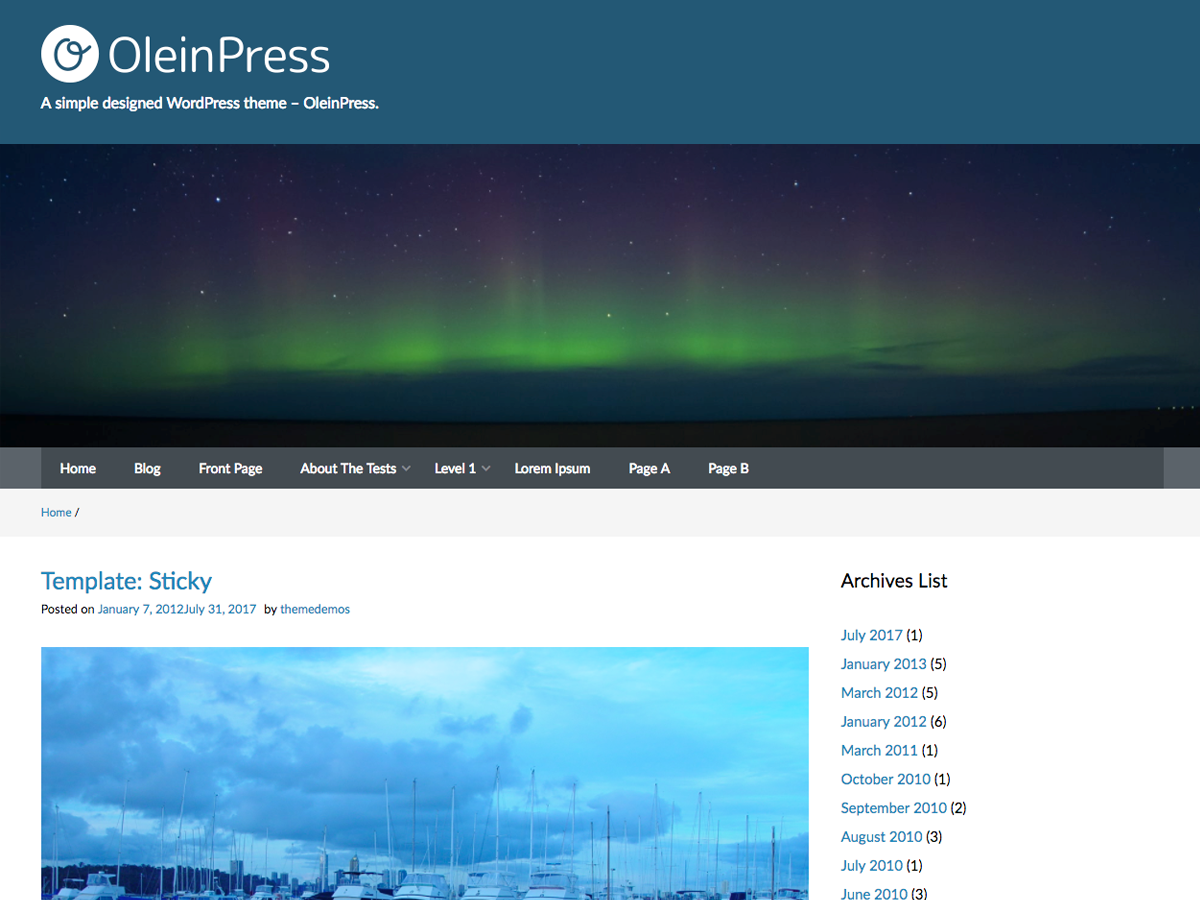 OleinPress
A simple designed WordPress theme – OleinPress.
Home Blog Front Page About The Tests Level 1 Lorem Ipsum Page A Page B
Home /
Template: Sticky
Posted on January 7, 2012July 31, 2017 by themedemos
Archives List
July 2017 (1)
January 2013 (5)
March 2012 (5)
January 2012 (6)
March 2011 (1)
October 2010 (1)
September 2010 (2)
August 2010 (3)
July 2010 (1)
June 2010 (3)